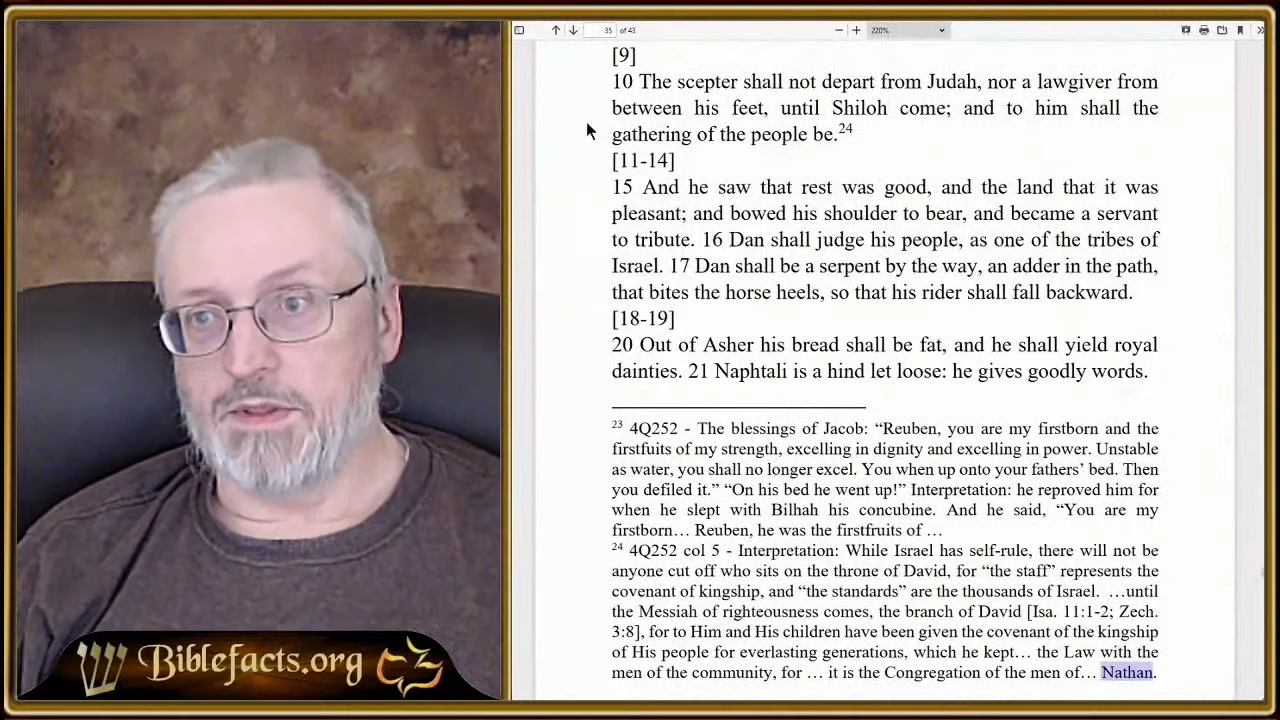 35 of 43
220%
[9]
10 The scepter shall not depart from Judah, nor a lawgiver from
between his feet, until Shiloh come; and to him shall the
gathering of the people be.24
[11-14]
15 And he saw that rest was good, and the land that it was
pleasant; and bowed his shoulder to bear, and became a servant
to tribute. 16 Dan shall judge his people, as one of the tribes of
Israel. 17 Dan shall be a serpent by the way, an adder in the path,
that bites the horse heels, so that his rider shall fall backward.
[18-19]
20 Out of Asher his bread shall be fat, and he shall yield royal
dainties. 21 Naphtali is a hind let loose: he gives goodly words.
23 4Q252 - The blessings of Jacob: “Reuben, you are my firstborn and the
firstfuits of my strength, excelling in dignity and excelling in power. Unstable
as water, you shall no longer excel. You when up onto your fathers’ bed. Then
you defiled it.” “On his bed he went up!” Interpretation: he reproved him for
when he slept with Bilhah his concubine. And he said, “You are my
firstborn… Reuben, he was the firstfruits of …
24 4Q252 col 5 - Interpretation: While Israel has self-rule, there will not be
anyone cut off who sits on the throne of David, for “the staff” represents the
covenant of kingship, and “the standards” are the thousands of Israel. …until
the Messiah of righteousness comes, the branch of David [Isa. 11:1-2; Zech.
3:8], for to Him and His children have been given the covenant of the kingship
of His people for everlasting generations, which he kept… the Law with the
men of the community, for … it is the Congregation of the men of… Nathan.
Biblefacts.org